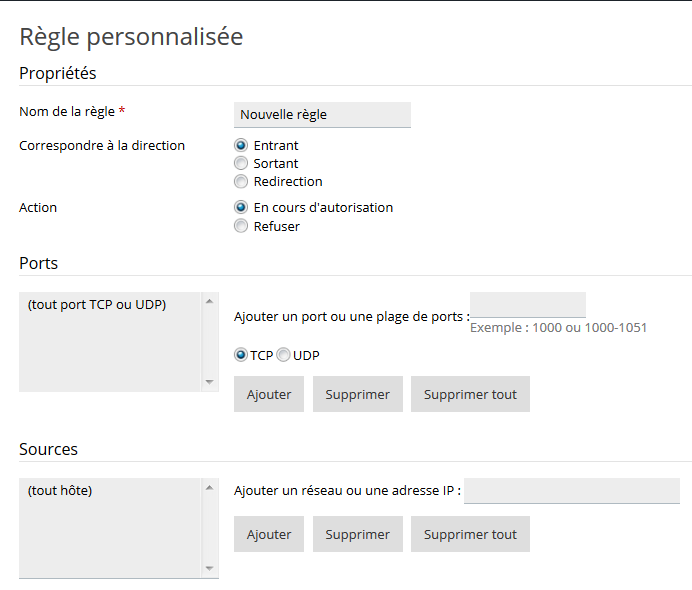 Règle personnalisée
Propriétés
Nom de la règle * Nouvelle règle
Correspondre à la direction Entrant
Sortant
Redirection
Action En cours d'autorisation
Refuser
Ports
(tout port TCP ou UDP)
Ajouter un port ou une plage de ports :
Exemple : 1000 ou 1000-1051
TCP UDP
Ajouter Supprimer Supprimer tout
Sources
(tout hôte) Ajouter un réseau ou une adresse IP :
Ajouter Supprimer Supprimer tout